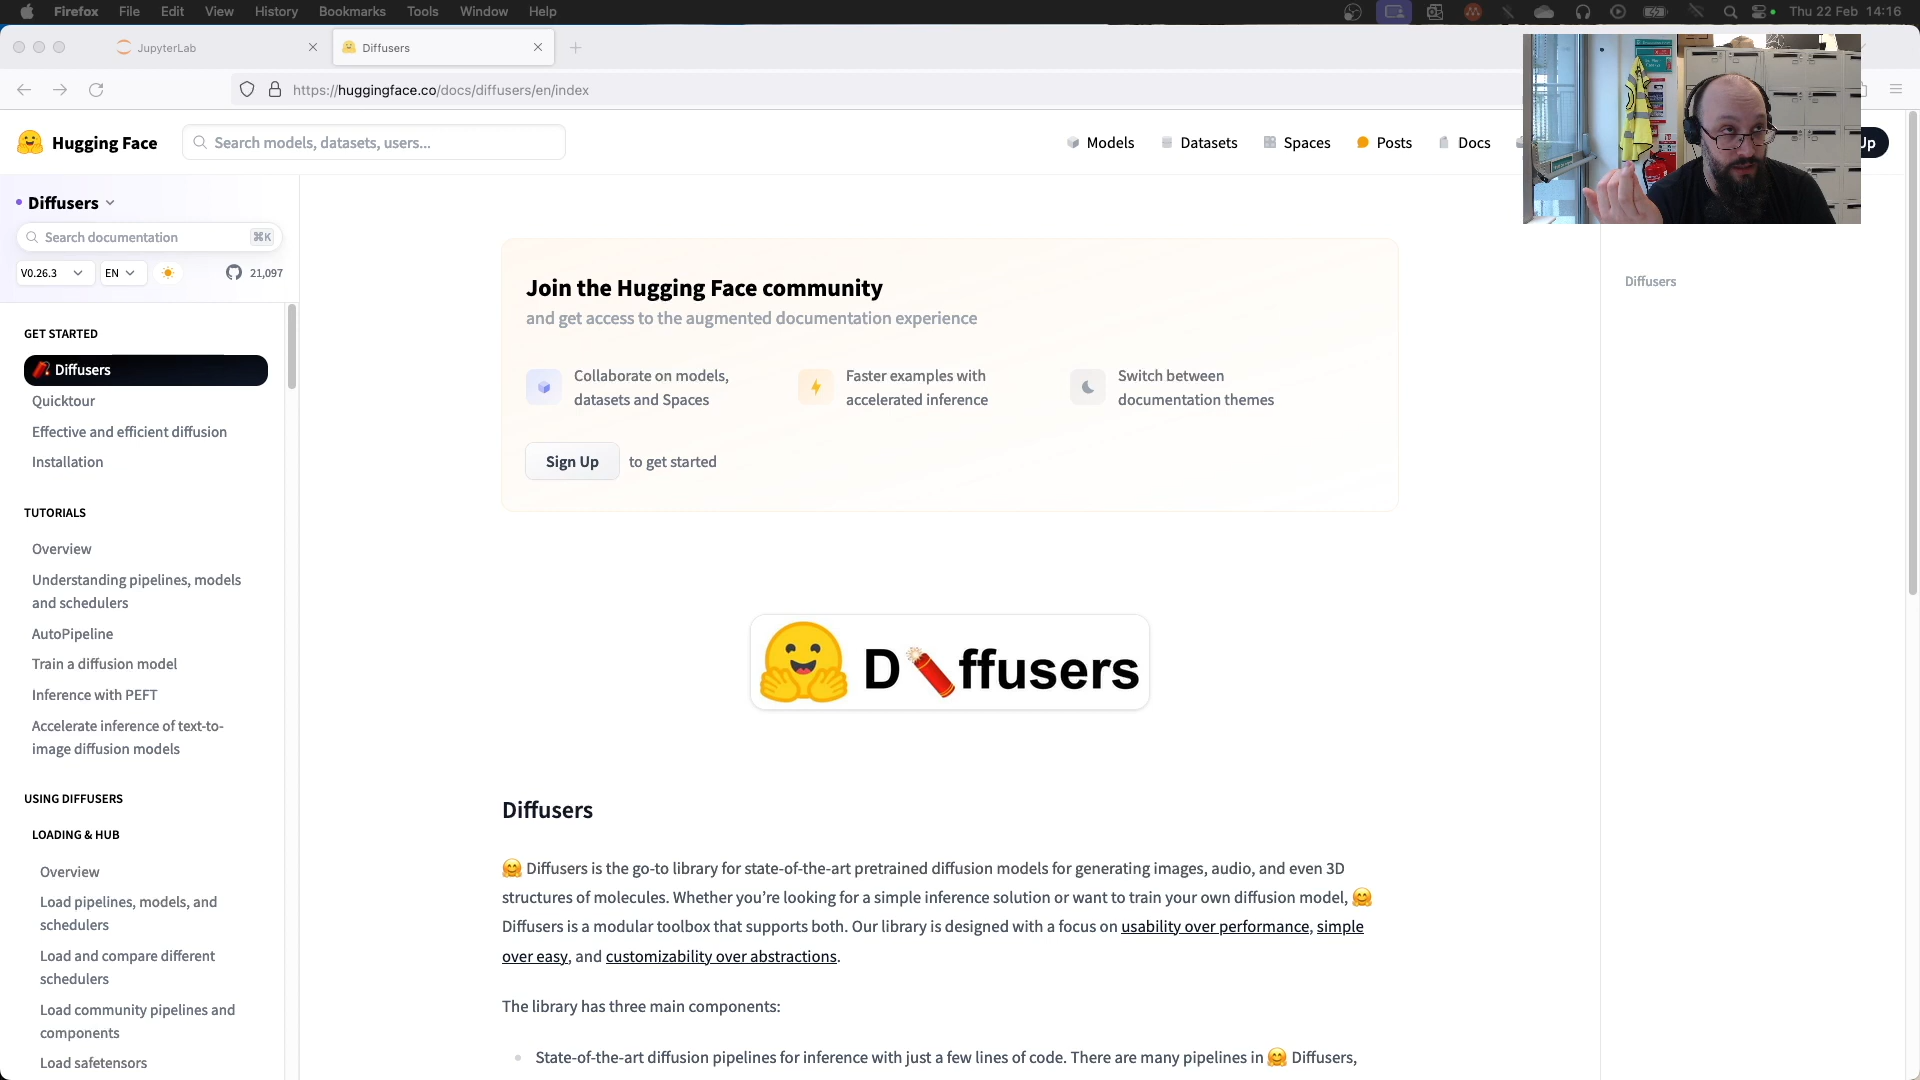 Firefox File Edit View History Bookmarks Tools Window Help Thu 22 Feb 14:16
JupyterLab
Diffusers
https://huggingface.co/docs/diffusers/en/index
Hugging Face
Search models, datasets, users...
Models
Datasets
Spaces
Posts
Docs
Up
Diffusers
Search documentation
⌘K
V0.26.3
EN
21,097
GET STARTED
Diffusers
Quicktour
Effective and efficient diffusion
Installation
TUTORIALS
Overview
Understanding pipelines, models
and schedulers
AutoPipeline
Train a diffusion model
Inference with PEFT
Accelerate inference of text-to-
image diffusion models
USING DIFFUSERS
LOADING & HUB
Overview
Load pipelines, models, and
schedulers
Load and compare different
schedulers
Load community pipelines and
components
Load safetensors
Join the Hugging Face community
and get access to the augmented documentation experience
Collaborate on models,
datasets and Spaces
Faster examples with
accelerated inference
Switch between
documentation themes
Sign Up to get started
D🧨ffusers
Diffusers
🤗 Diffusers is the go-to library for state-of-the-art pretrained diffusion models for generating images, audio, and even 3D
structures of molecules. Whether you’re looking for a simple inference solution or want to train your own diffusion model, 🤗
Diffusers is a modular toolbox that supports both. Our library is designed with a focus on usability over performance, simple
over easy, and customizability over abstractions.
The library has three main components:
State-of-the-art diffusion pipelines for inference with just a few lines of code. There are many pipelines in 🤗 Diffusers,
Diffusers